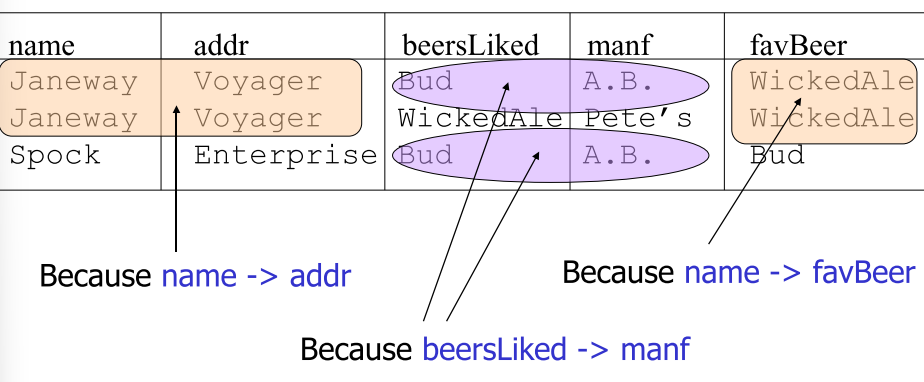 name addr beersLiked manf favBeer
Janeway Voyager Bud A.B. WickedAle
Janeway Voyager WickedAle Pete's WickedAle
Spock Enterprise Bud A.B. Bud
Because name -> addr
Because name -> favBeer
Because beersLiked -> manf